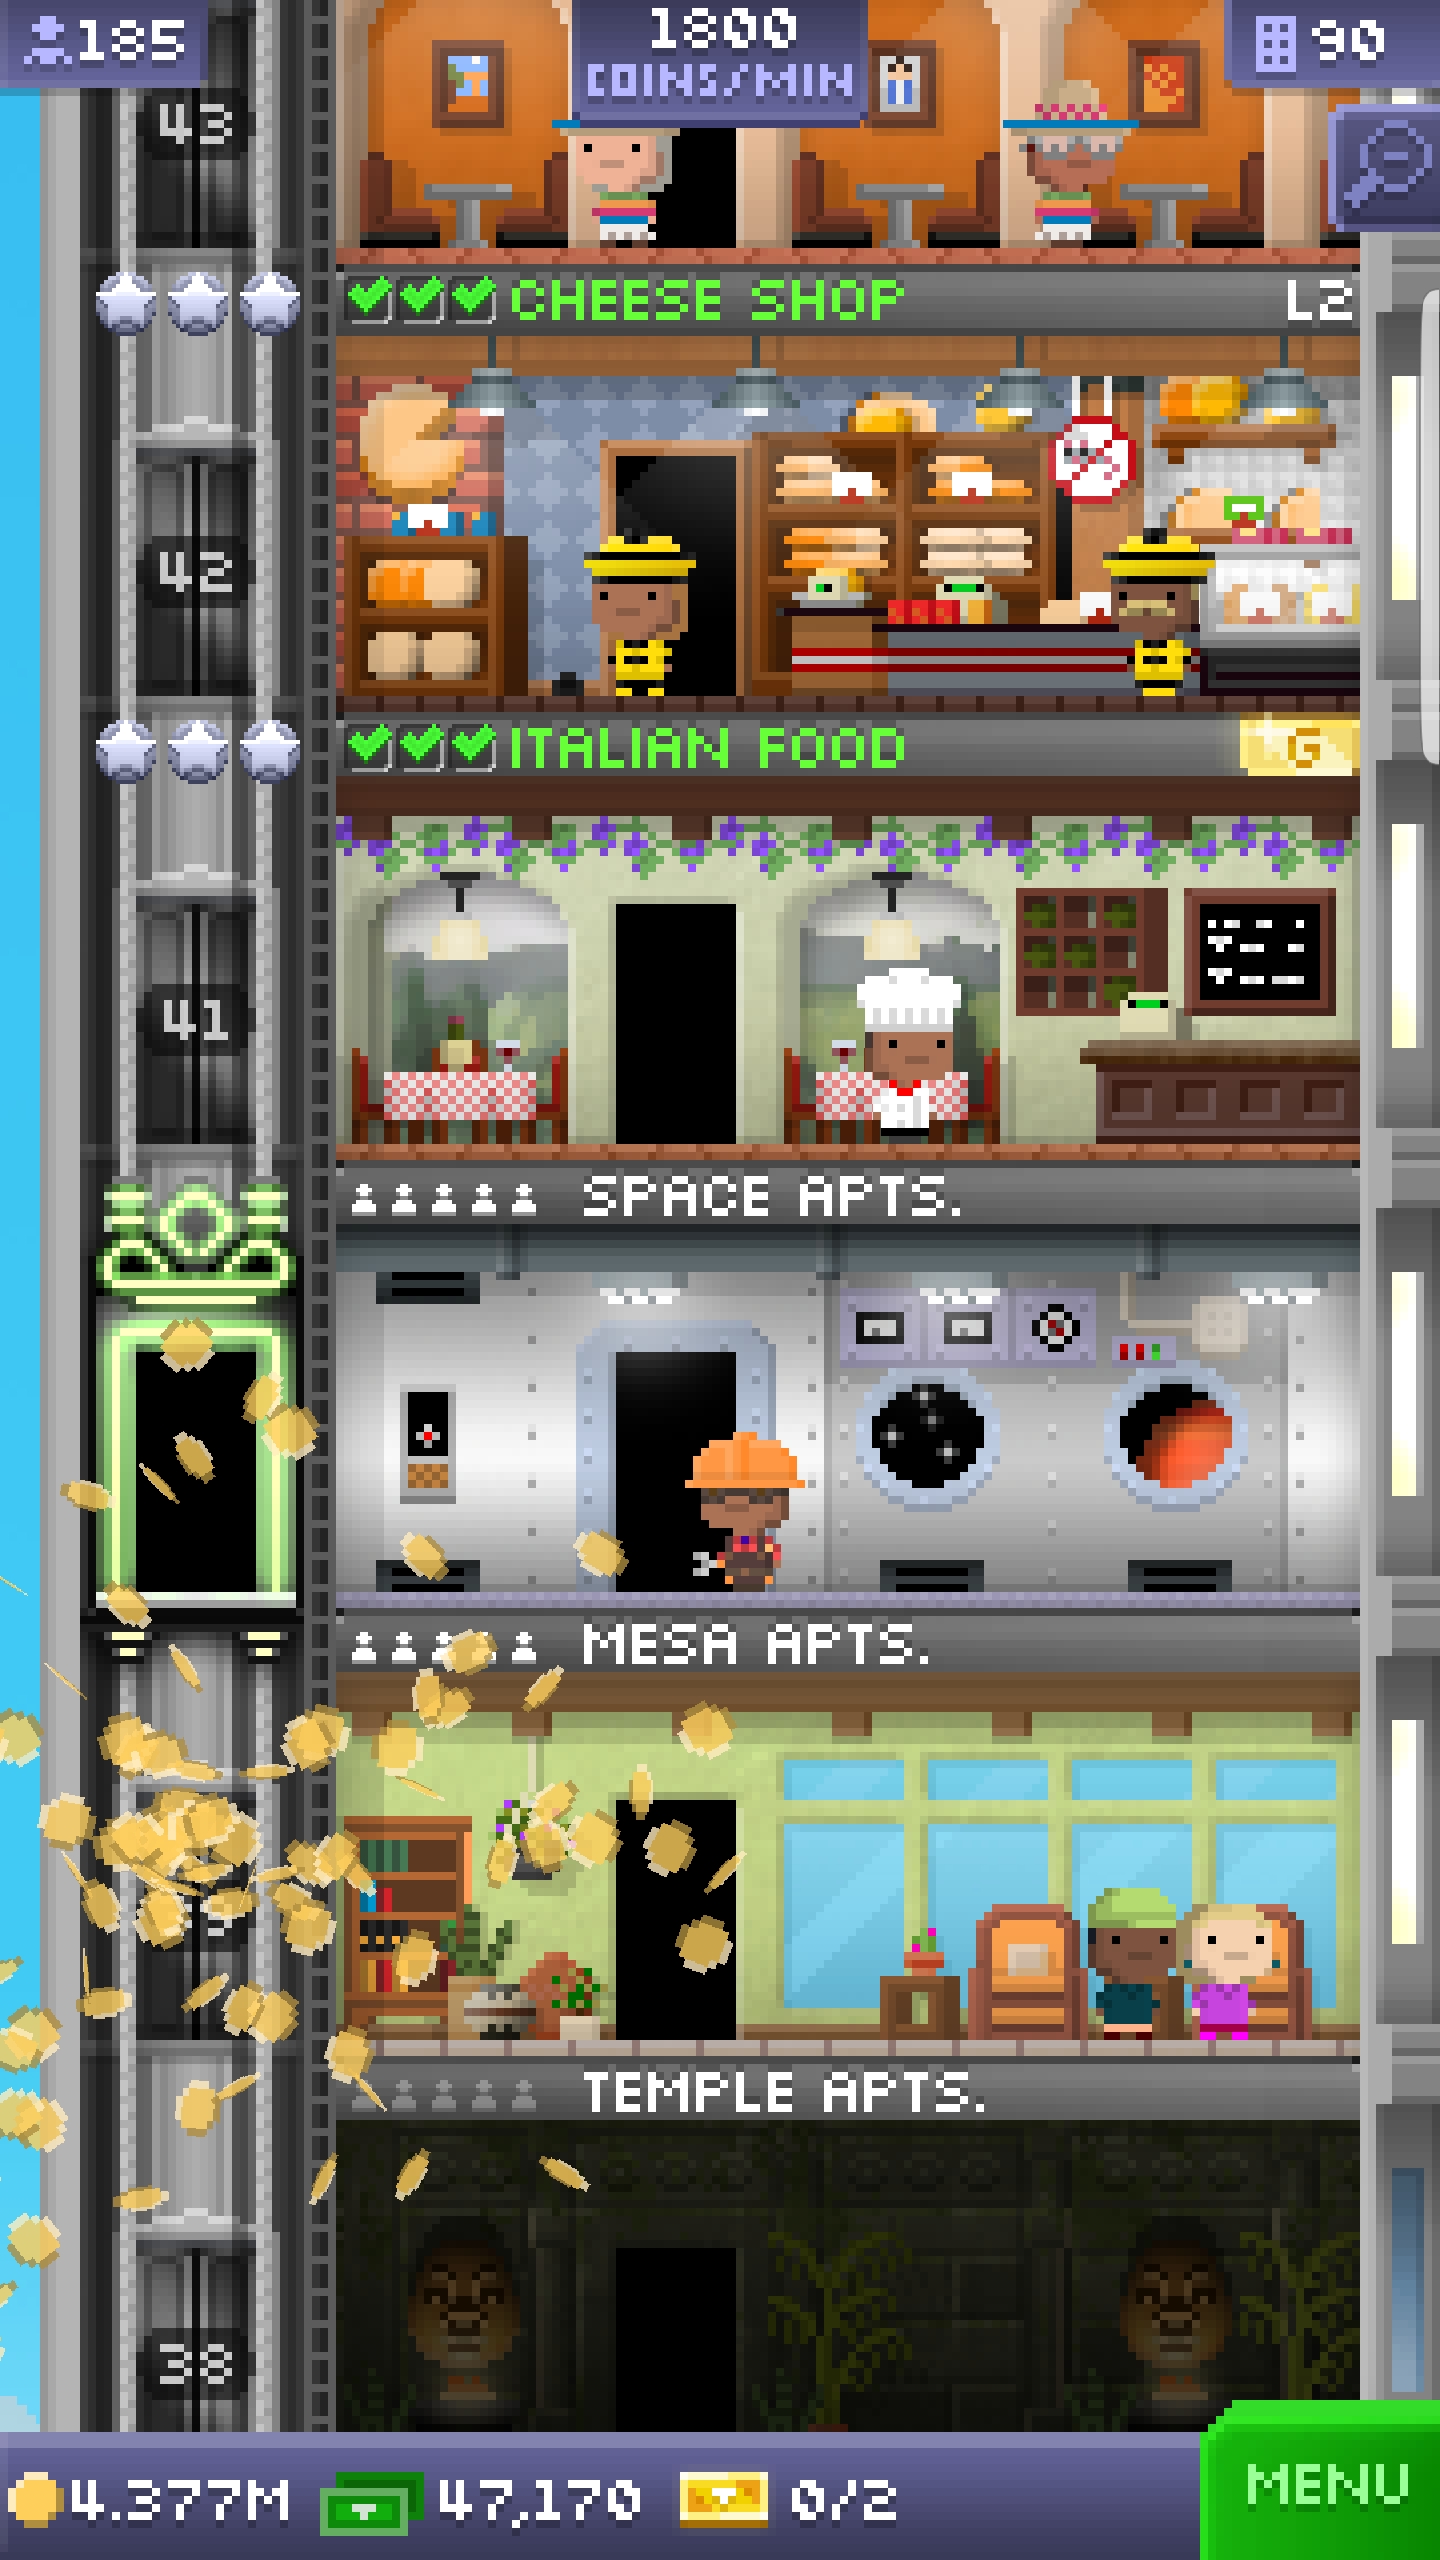 185
1800
COINS/MIN
90
43
CHEESE SHOP L2
42
ITALIAN FOOD G
41
SPACE APTS.
MESA APTS.
TEMPLE APTS.
38
4.377M 47,170 0/2
MENU